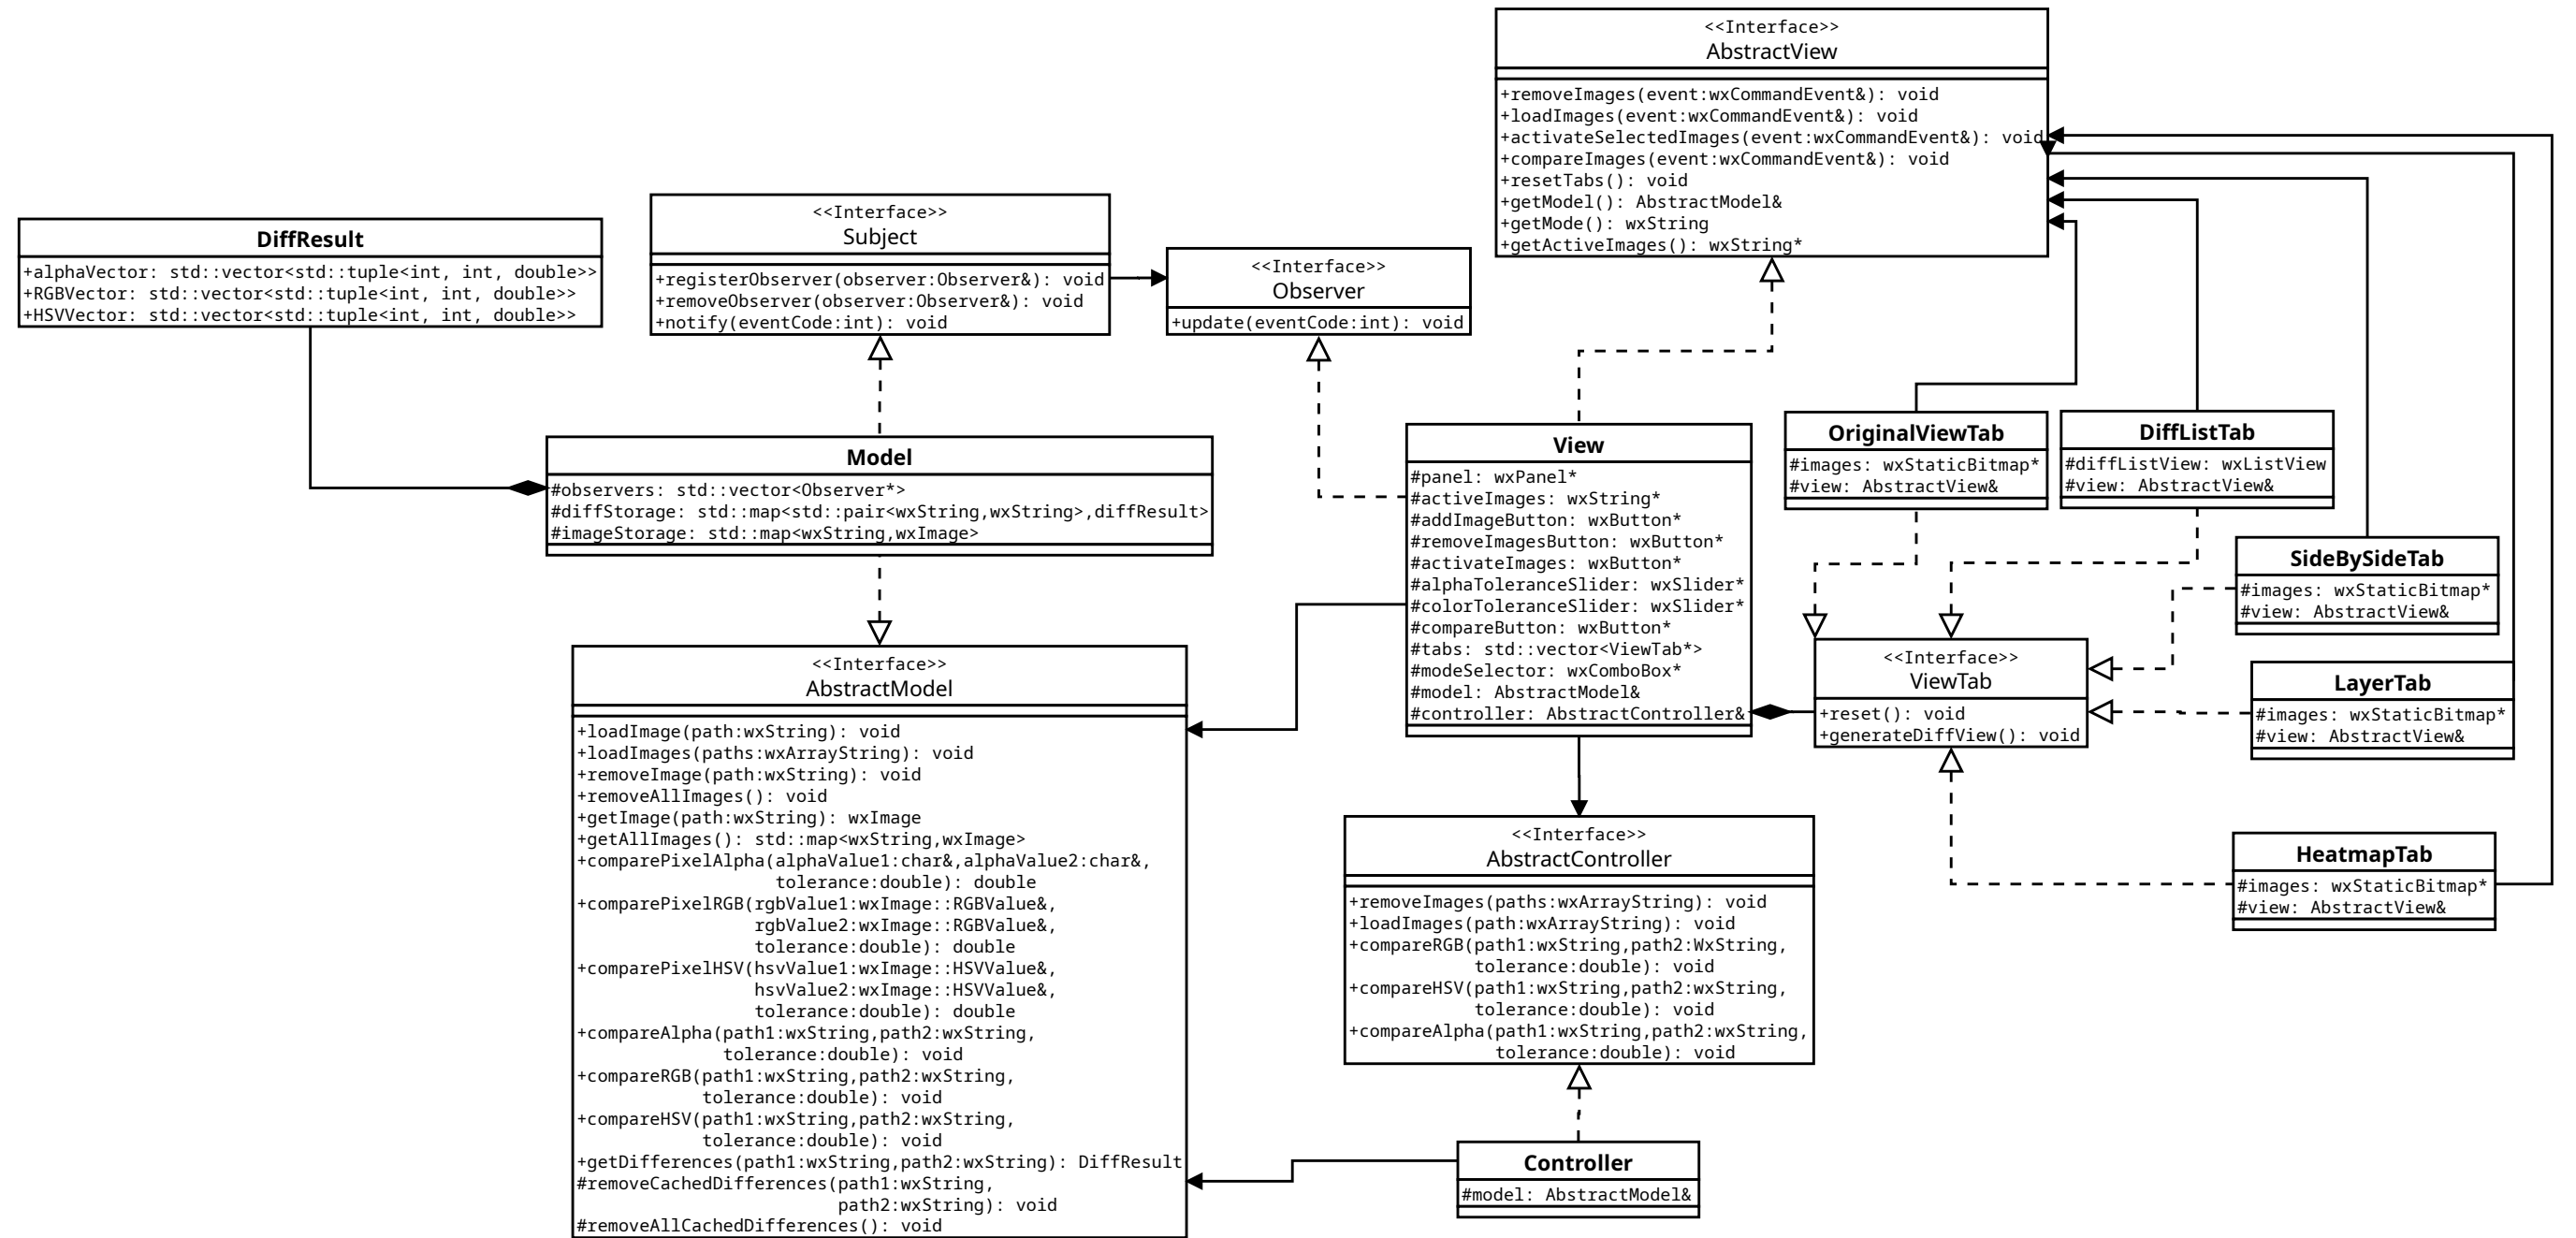 <<Interface>>
AbstractView
+removeImages(event:wxCommandEvent&): void
+loadImages(event:wxCommandEvent&): void
+activateSelectedImages(event:wxCommandEvent&): void
+compareImages(event:wxCommandEvent&): void
+resetTabs(): void
+getModel(): AbstractModel&
+getMode(): wxString
+getActiveImages(): wxString*
DiffResult
+alphaVector: std::vector<std::tuple<int, int, double>>
+RGBVector: std::vector<std::tuple<int, int, double>>
+HSVVector: std::vector<std::tuple<int, int, double>>
<<Interface>>
Subject
+registerObserver(observer:Observer&): void
+removeObserver(observer:Observer&): void
+notify(eventCode:int): void
<<Interface>>
Observer
+update(eventCode:int): void
Model
#observers: std::vector<Observer*>
#diffStorage: std::map<std::pair<wxString,wxString>,diffResult>
#imageStorage: std::map<wxString,wxImage>
View
#panel: wxPanel*
#activeImages: wxString*
#addImageButton: wxButton*
#removeImagesButton: wxButton*
#activateImages: wxButton*
#alphaToleranceSlider: wxSlider*
#colorToleranceSlider: wxSlider*
#compareButton: wxButton*
#tabs: std::vector<ViewTab*>
#modeSelector: wxComboBox*
#model: AbstractModel&
#controller: AbstractController&
OriginalViewTab
#images: wxStaticBitmap*
#view: AbstractView&
DiffListTab
#diffListView: wxListView
#view: AbstractView&
SideBySideTab
#images: wxStaticBitmap*
#view: AbstractView&
<<Interface>>
ViewTab
+reset(): void
+generateDiffView(): void
LayerTab
#images: wxStaticBitmap*
#view: AbstractView&
HeatmapTab
#images: wxStaticBitmap*
#view: AbstractView&
<<Interface>>
AbstractModel
+loadImage(path:wxString): void
+loadImages(paths:wxArrayString): void
+removeImage(path:wxString): void
+removeAllImages(): void
+getImage(path:wxString): wxImage
+getAllImages(): std::map<wxString,wxImage>
+comparePixelAlpha(alphaValue1:char&,alphaValue2:char&,
tolerance:double): double
+comparePixelRGB(rgbValue1:wxImage::RGBValue&,
rgbValue2:wxImage::RGBValue&,
tolerance:double): double
+comparePixelHSV(hsvValue1:wxImage::HSVValue&,
hsvValue2:wxImage::HSVValue&,
tolerance:double): double
+compareAlpha(path1:wxString,path2:wxString,
tolerance:double): void
+compareRGB(path1:wxString,path2:wxString,
tolerance:double): void
+compareHSV(path1:wxString,path2:wxString,
tolerance:double): void
+getDifferences(path1:wxString,path2:wxString): DiffResult
#removeCachedDifferences(path1:wxString,
path2:wxString): void
#removeAllCachedDifferences(): void
<<Interface>>
AbstractController
+removeImages(paths:wxArrayString): void
+loadImages(path:wxArrayString): void
+compareRGB(path1:wxString,path2:WxString,
tolerance:double): void
+compareHSV(path1:wxString,path2:wxString,
tolerance:double): void
+compareAlpha(path1:wxString,path2:wxString,
tolerance:double): void
Controller
#model: AbstractModel&